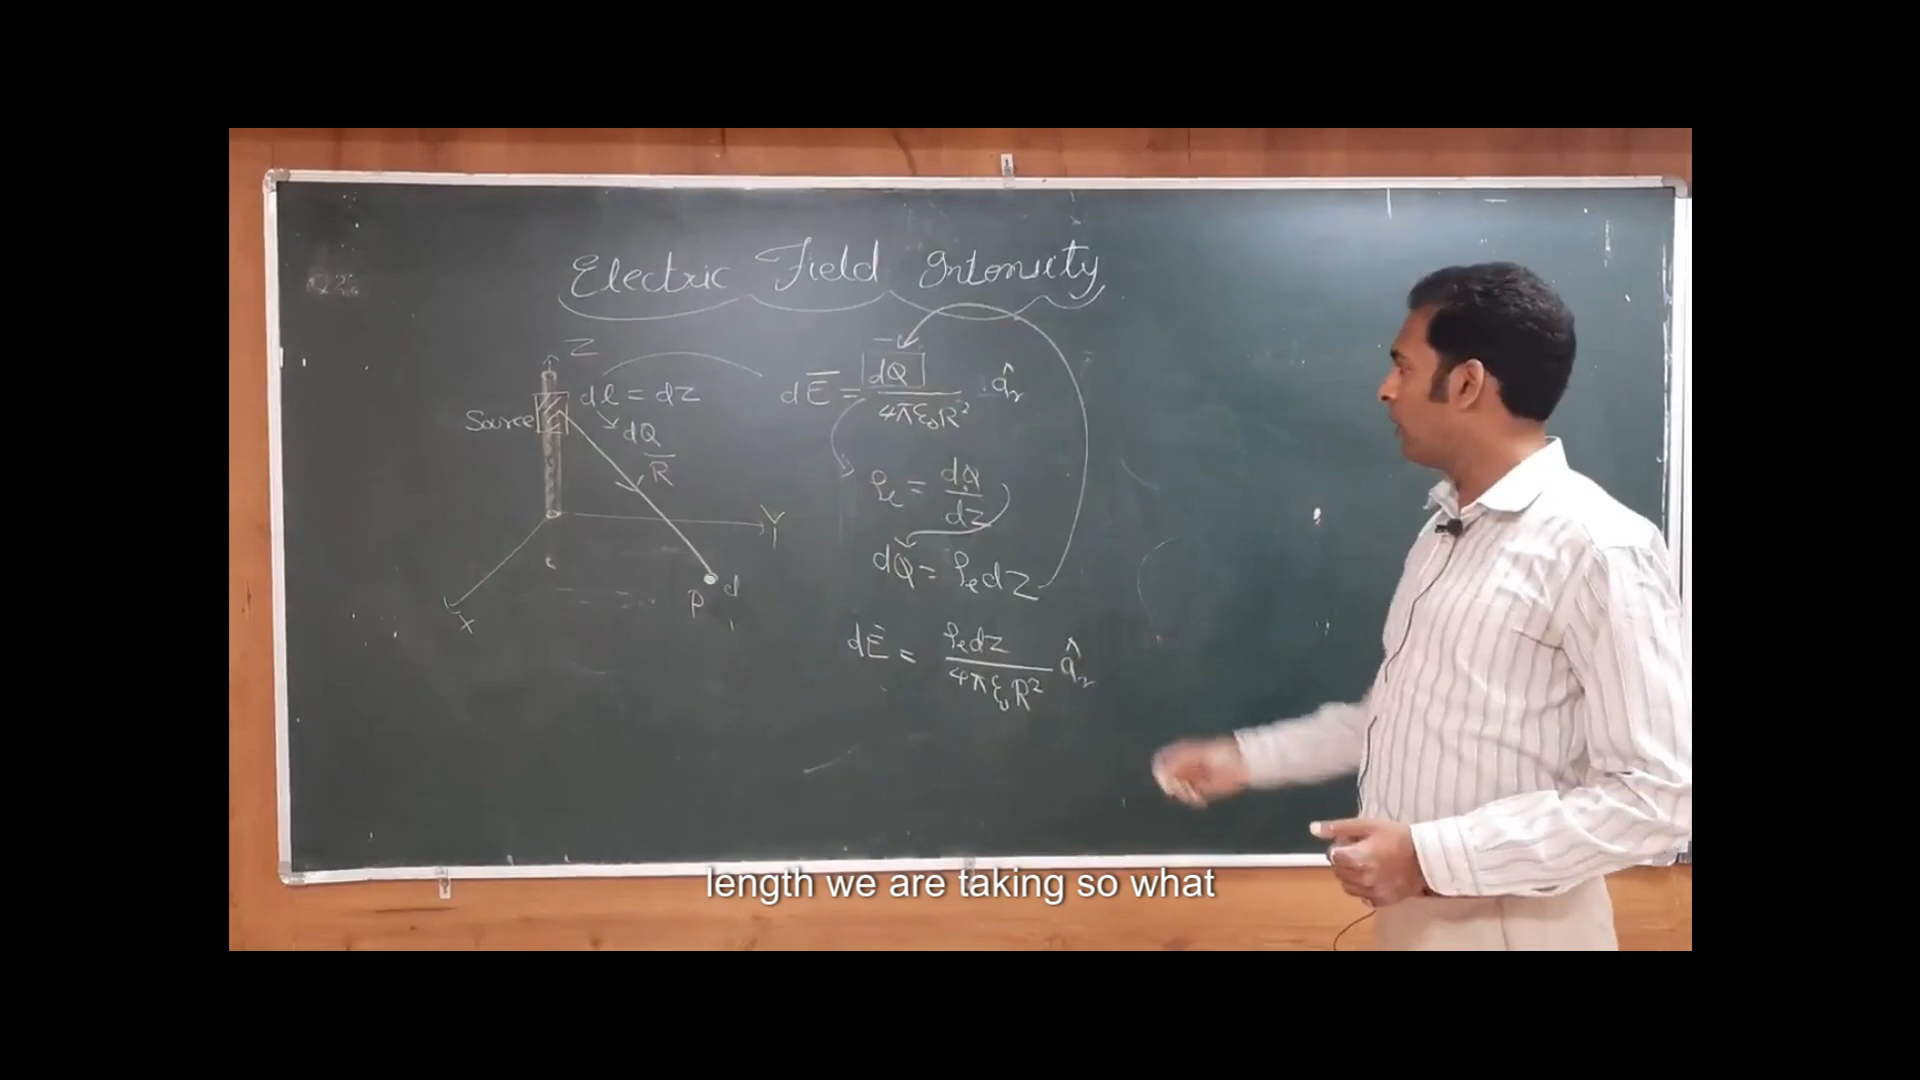 Electric Field Intensity
Z
dl = dz
Source
dQ
R̅
Y
X
P d
dE̅ = dQ / 4πε₀R² . âᵣ
ρₗ = dQ / dz
dQ = ρₗ dz
dE̅ = ρₗ dz / 4πε₀R² âᵣ
length we are taking so what